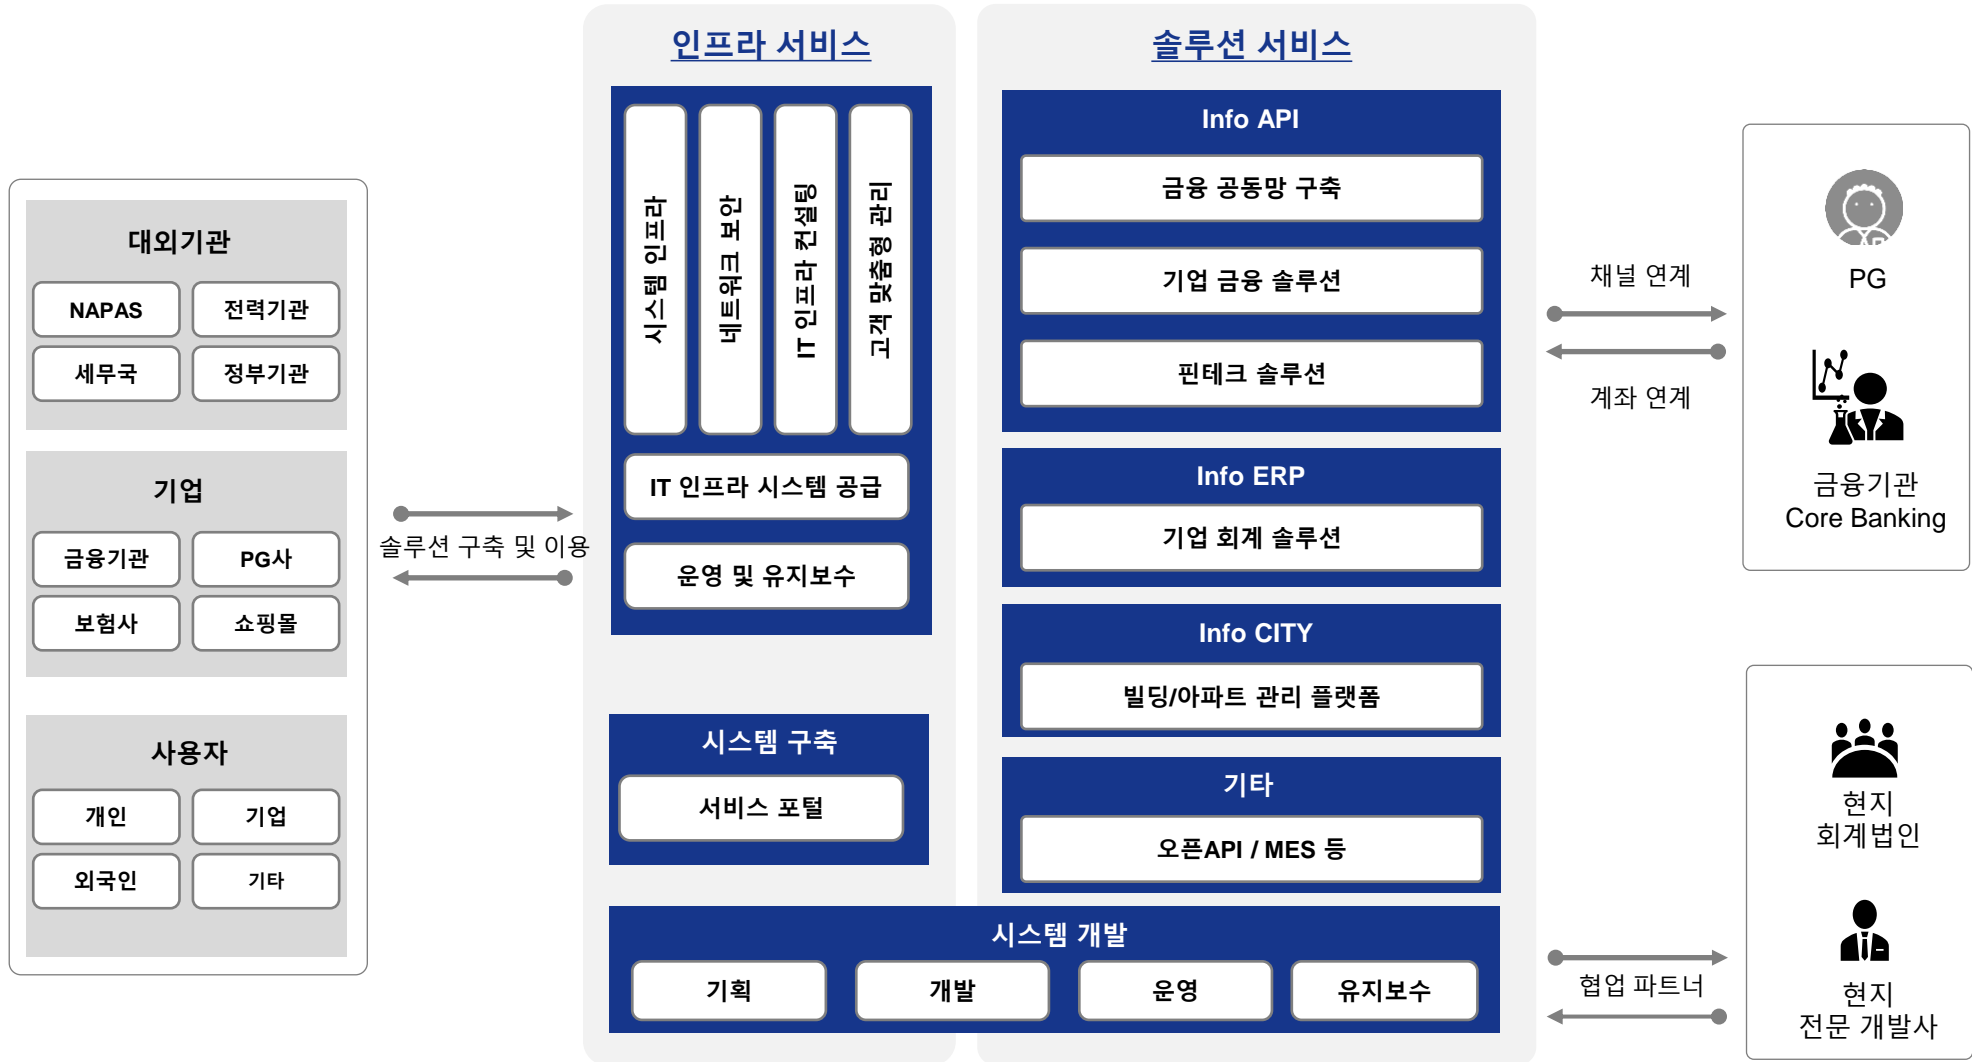 대외기관
NAPAS
전력기관
세무국
정부기관
기업
금융기관
PG사
보험사
쇼핑몰
사용자
개인
기업
외국인
기타
솔루션 구축 및 이용
인프라 서비스
시스템 인프라
네트워크 보안
IT 인프라 컨설팅
고객 맞춤형 관리
IT 인프라 시스템 공급
운영 및 유지보수
시스템 구축
서비스 포털
솔루션 서비스
Info API
금융 공동망 구축
기업 금융 솔루션
핀테크 솔루션
Info ERP
기업 회계 솔루션
Info CITY
빌딩/아파트 관리 플랫폼
기타
오픈API / MES 등
시스템 개발
기획
개발
운영
유지보수
채널 연계
계좌 연계
PG
금융기관
Core Banking
협업 파트너
현지
회계법인
현지
전문 개발사